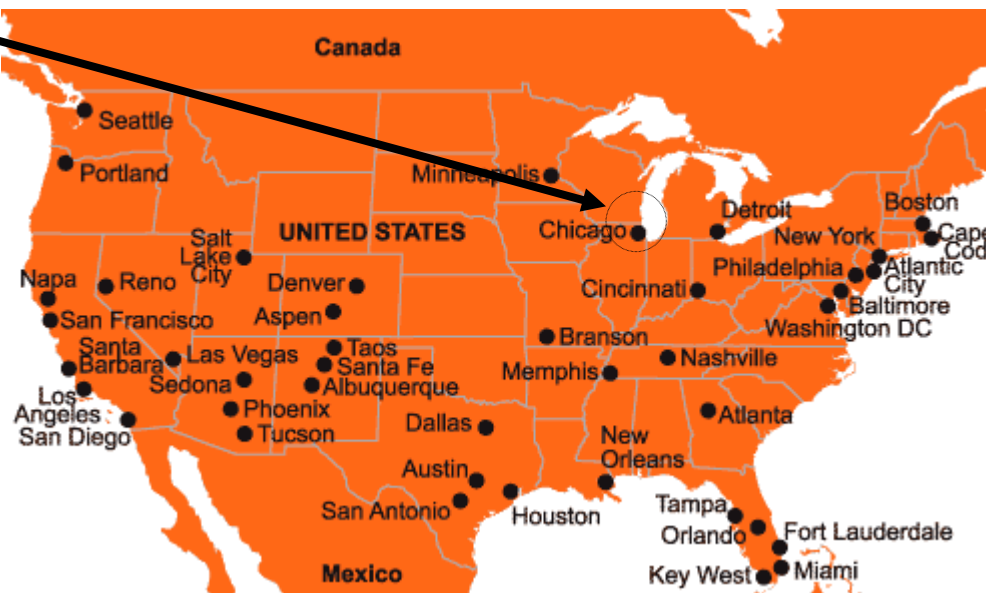 Canada
Seattle
Portland
Minneapolis
Boston
Detroit
Cape
Cod
Chicago
New York
UNITED STATES
Salt
Lake
City
Philadelphia
Atlantic
City
Napa
Reno
Denver
Cincinnati
Baltimore
Aspen
San Francisco
Washington DC
Branson
Santa
Barbara
Las Vegas
Taos
Santa Fe
Nashville
Sedona
Albuquerque
Memphis
Los
Angeles
Phoenix
Atlanta
San Diego
Tucson
Dallas
New
Orleans
Austin
San Antonio
Houston
Tampa
Orlando
Fort Lauderdale
Mexico
Key West
Miami